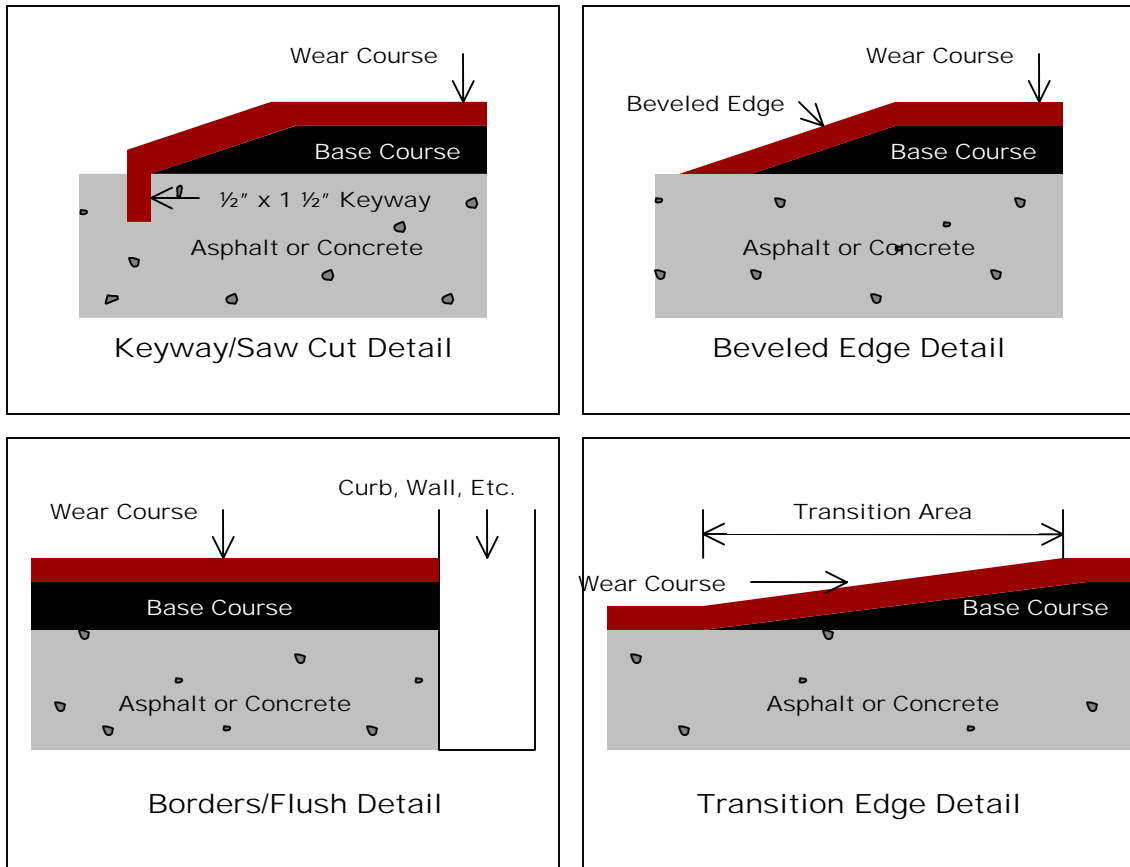 Wear Course
Base Course
½" x 1 ½" Keyway
Asphalt or Concrete
Keyway/Saw Cut Detail
Wear Course
Beveled Edge
Base Course
Asphalt or Concrete
Beveled Edge Detail
Curb, Wall, Etc.
Wear Course
Base Course
Asphalt or Concrete
Borders/Flush Detail
Transition Area
Wear Course
Base Course
Asphalt or Concrete
Transition Edge Detail